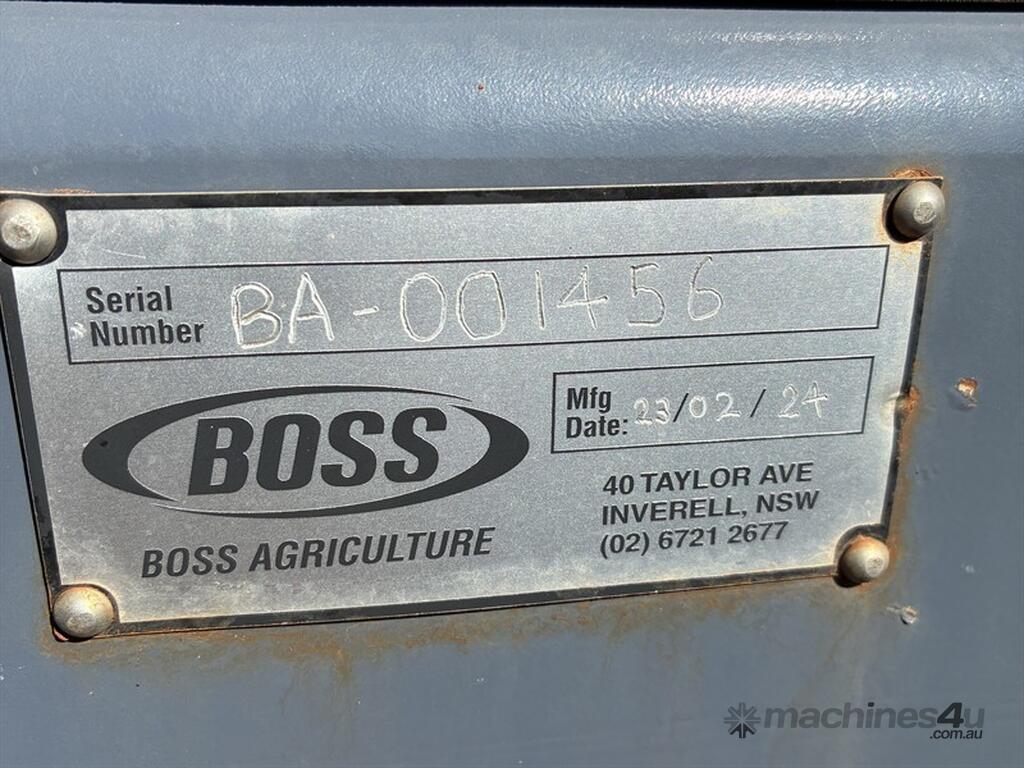 Serial
Number BA-001456
BOSS
BOSS AGRICULTURE
Mfg
Date: 23/02/24
40 TAYLOR AVE
INVERELL, NSW
(02) 6721 2677
machines4u
.com.au